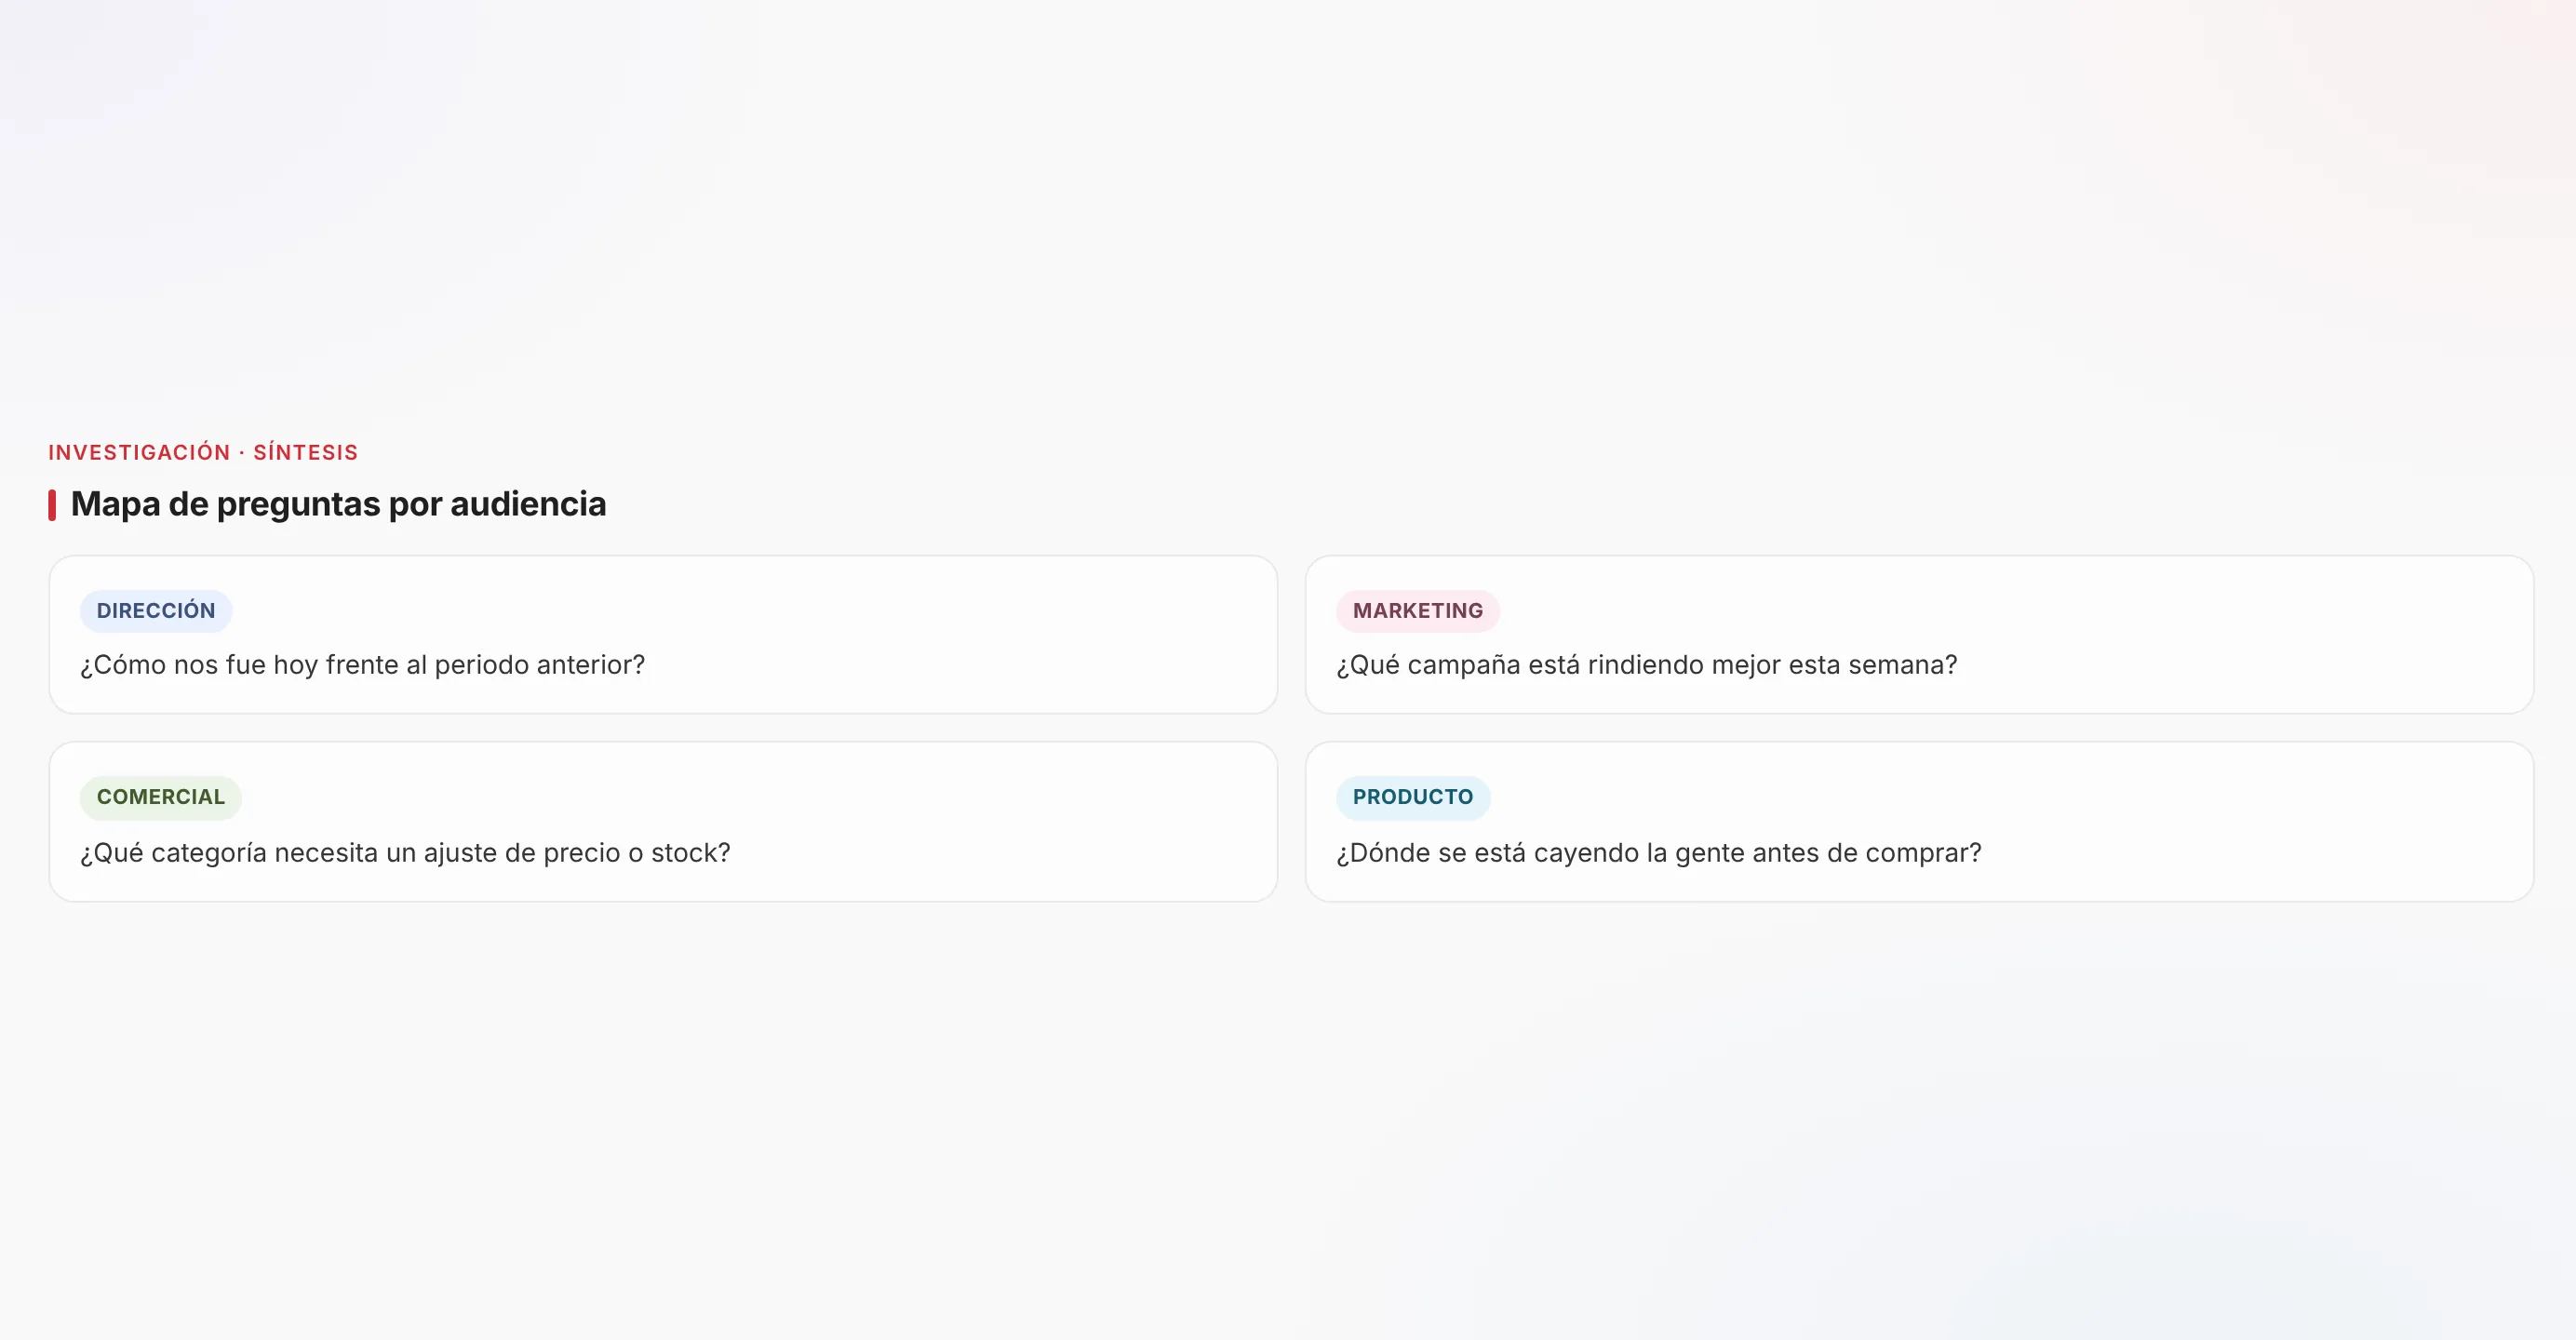 INVESTIGACIÓN · SÍNTESIS
Mapa de preguntas por audiencia
DIRECCIÓN
¿Cómo nos fue hoy frente al periodo anterior?
MARKETING
¿Qué campaña está rindiendo mejor esta semana?
COMERCIAL
¿Qué categoría necesita un ajuste de precio o stock?
PRODUCTO
¿Dónde se está cayendo la gente antes de comprar?